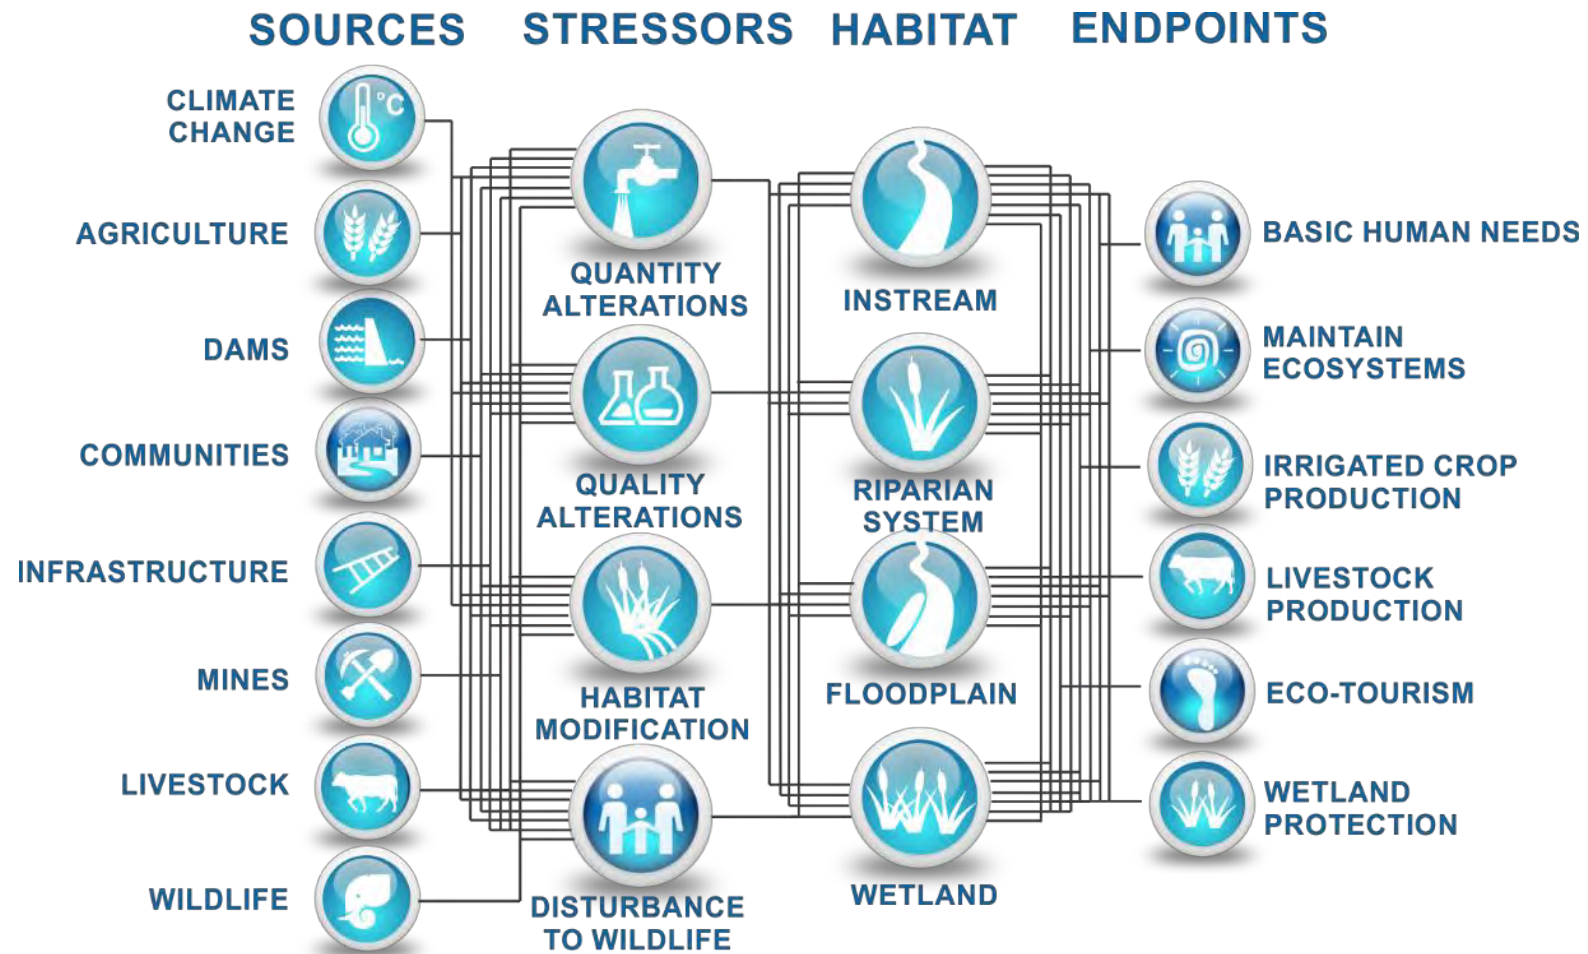 SOURCES
STRESSORS
HABITAT
ENDPOINTS
CLIMATE
CHANGE
°C
AGRICULTURE
DAMS
COMMUNITIES
INFRASTRUCTURE
MINES
LIVESTOCK
WILDLIFE
QUANTITY
ALTERATIONS
QUALITY
ALTERATIONS
HABITAT
MODIFICATION
DISTURBANCE
TO WILDLIFE
INSTREAM
RIPARIAN
SYSTEM
FLOODPLAIN
WETLAND
BASIC HUMAN NEEDS
MAINTAIN
ECOSYSTEMS
IRRIGATED CROP
PRODUCTION
LIVESTOCK
PRODUCTION
ECO-TOURISM
WETLAND
PROTECTION